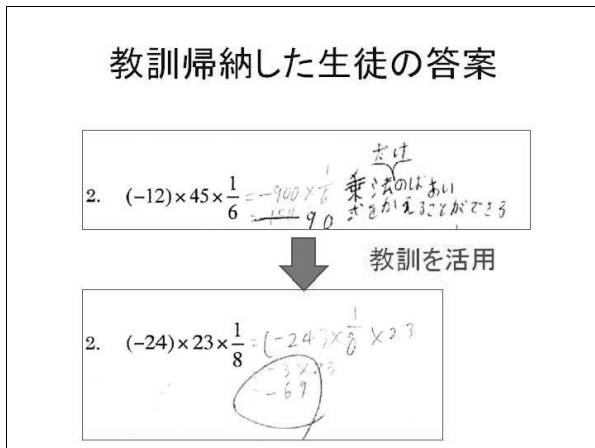 教訓帰納した生徒の答案
だけ
2. (-12)×45×1/6 = -900×1/6 乗法のばあい
90 きをかえることができる
教訓を活用
2. (-24)×23×1/8 = (-24)×1/8×23
= -3×23
= -69